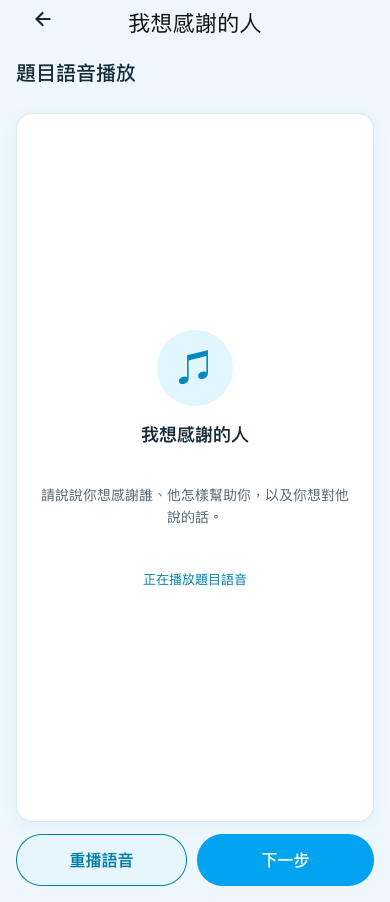 我想感謝的人
題目語音播放
我想感謝的人
請說說你想感謝誰、他怎樣幫助你，以及你想對他
說的話。
正在播放題目語音
重播語音
下一步